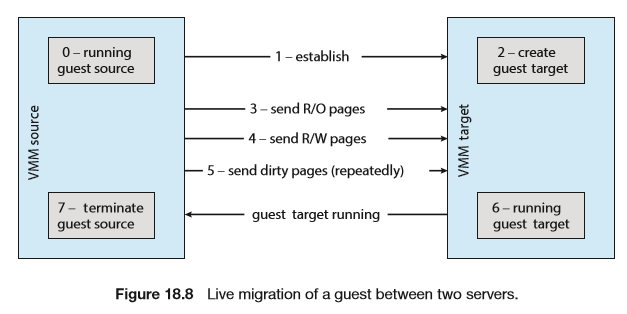 0 – running
guest source
1 – establish
2 – create
guest target
VMM source
3 – send R/O pages
4 – send R/W pages
5 – send dirty pages (repeatedly)
VMM target
7 – terminate
guest source
guest target running
6 – running
guest target
Figure 18.8 Live migration of a guest between two servers.